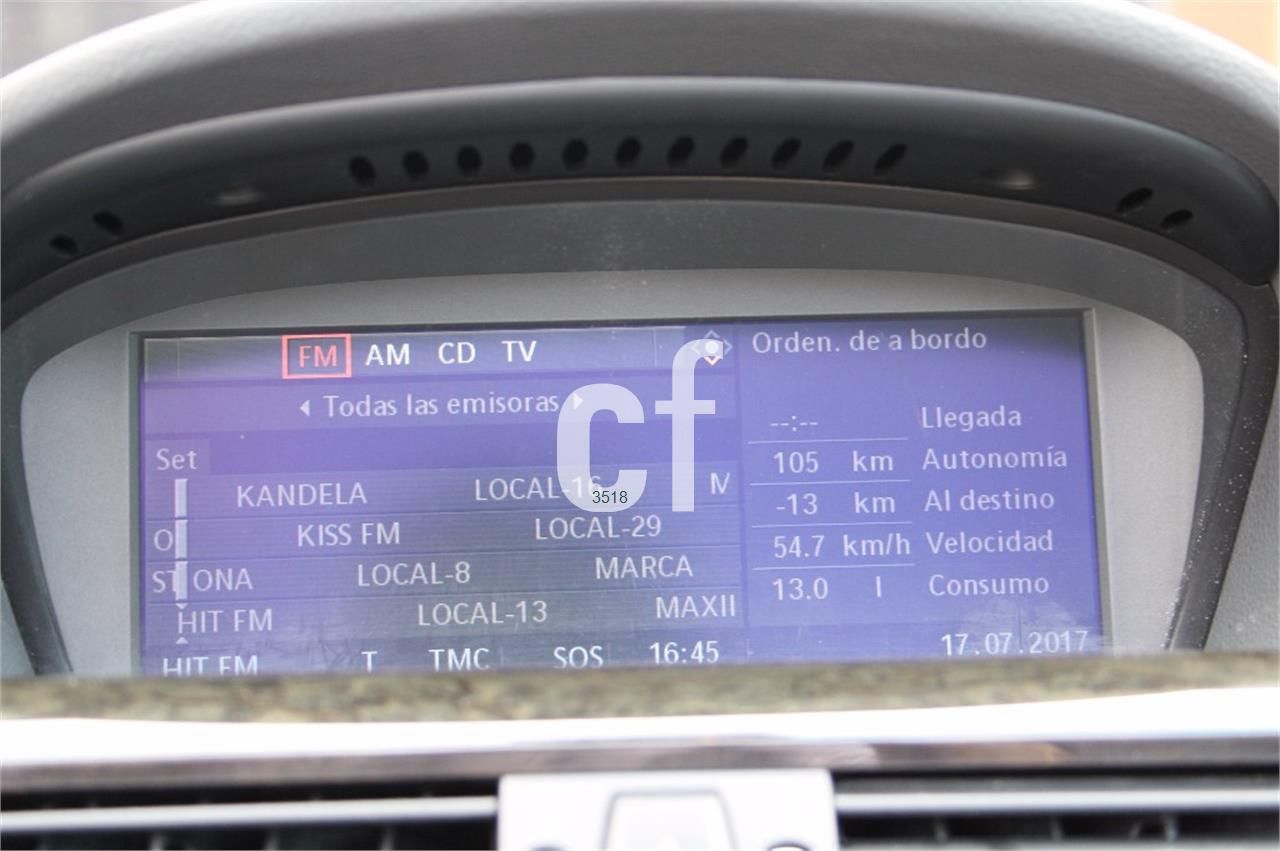 FM AM CD TV
Todas las emisoras
Set
KANDELA LOCAL-16 M
O KISS FM LOCAL-29
ST ONA LOCAL-8 MARCA
HIT FM LOCAL-13 MAXII
HIT FM T TMC SOS 16:45
Orden. de a bordo
--:-- Llegada
105 km Autonomía
-13 km Al destino
54.7 km/h Velocidad
13.0 l Consumo
17.07.2017
cf
3518